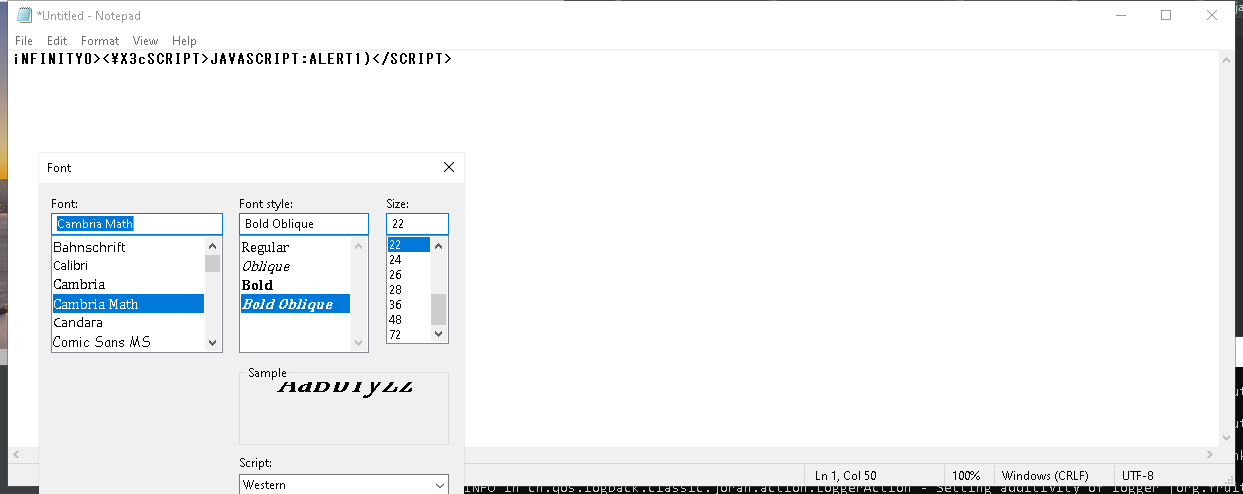 *Untitled - Notepad
File Edit Format View Help
iNFINITYO><¥X3cSCRIPT>JAVASCRIPT:ALERT1)</SCRIPT>
Font
Font: Font style: Size:
Cambria Math Bold Oblique 22
Bahnschrift Regular 22
Calibri Oblique 24
Cambria Bold 26
Cambria Math Bold Oblique 28
Candara 36
Comic Sans MS 48
72
Sample
AaBbYyZz
Script:
Western
Ln 1, Col 50 100% Windows (CRLF) UTF-8
INFO in ch.qos.logback.classic.joran.action.LoggerAction - Setting additivity of logger [org.fruit